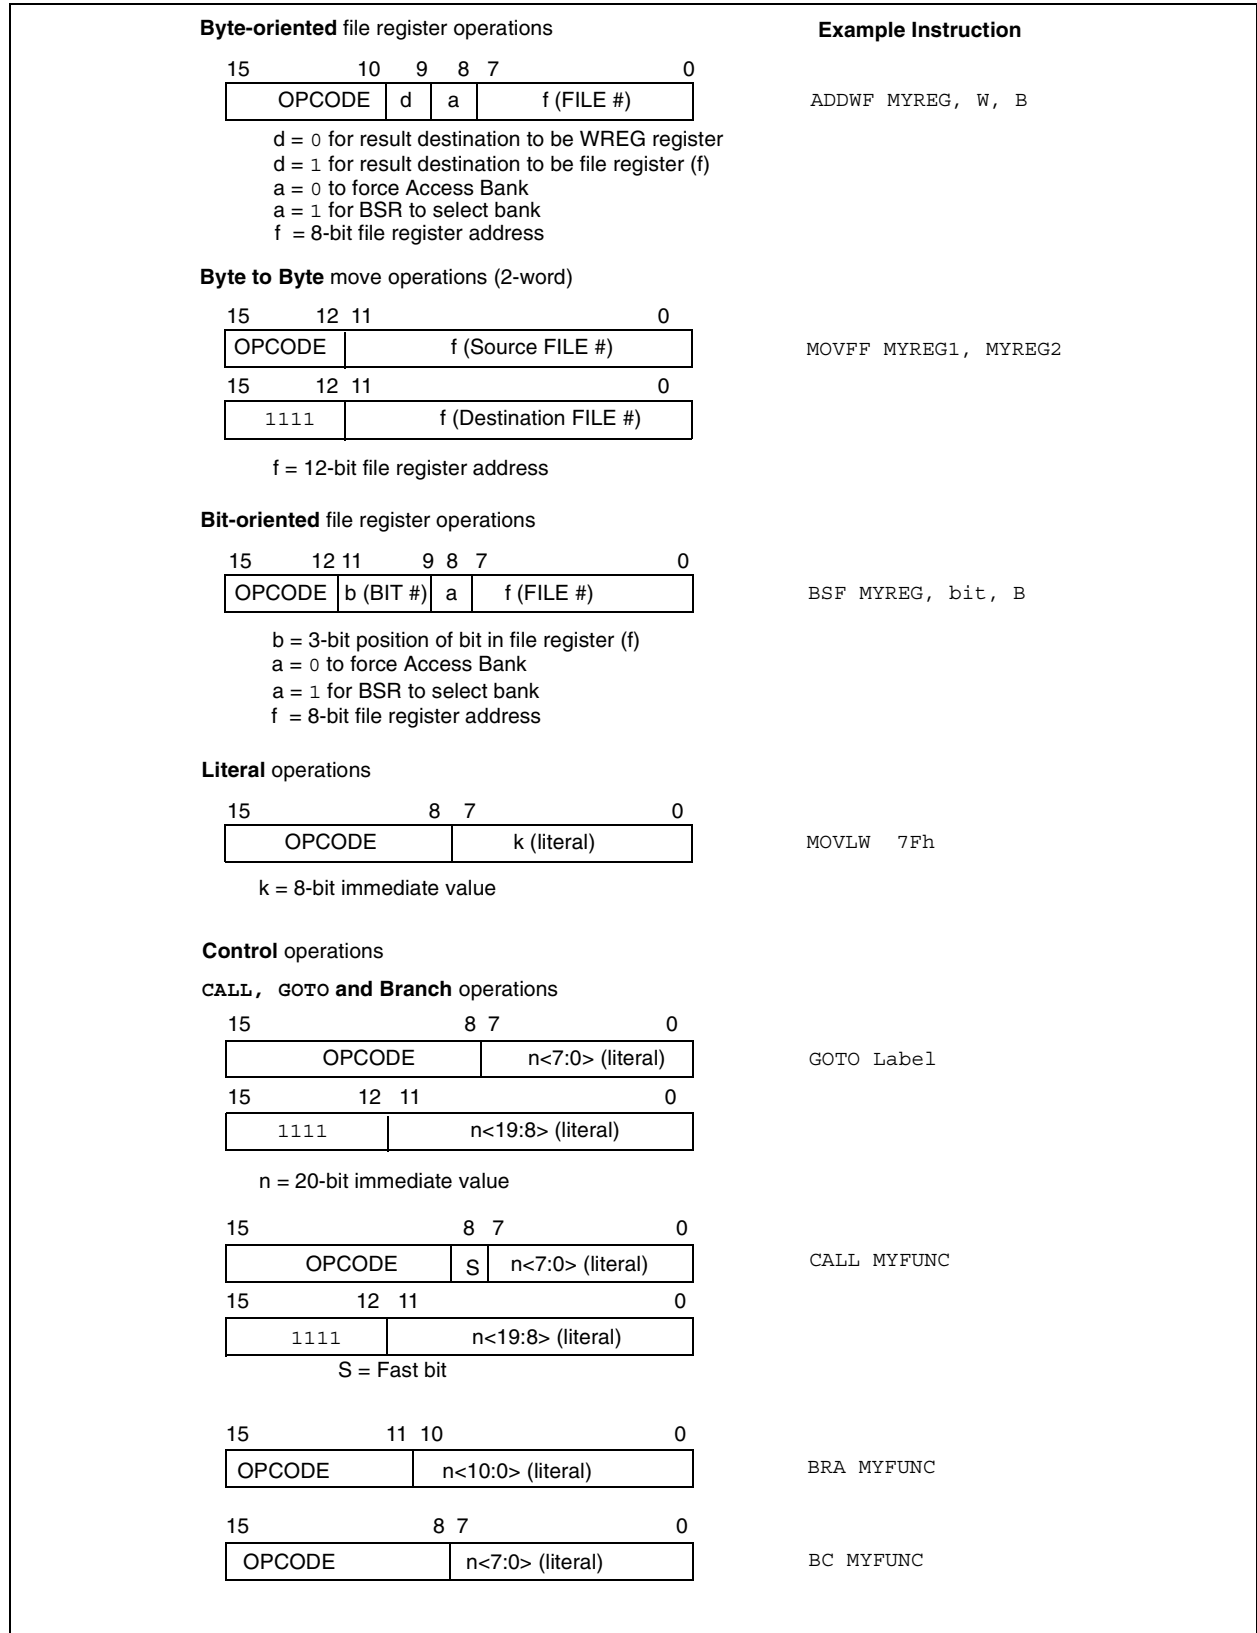 Byte-oriented file register operations
Example Instruction
15 10 9 8 7 0
OPCODE d a f (FILE #)
ADDWF MYREG, W, B
d = 0 for result destination to be WREG register
d = 1 for result destination to be file register (f)
a = 0 to force Access Bank
a = 1 for BSR to select bank
f = 8-bit file register address
Byte to Byte move operations (2-word)
15 12 11 0
OPCODE f (Source FILE #)
MOVFF MYREG1, MYREG2
15 12 11 0
1111 f (Destination FILE #)
f = 12-bit file register address
Bit-oriented file register operations
15 12 11 9 8 7 0
OPCODE b (BIT #) a f (FILE #)
BSF MYREG, bit, B
b = 3-bit position of bit in file register (f)
a = 0 to force Access Bank
a = 1 for BSR to select bank
f = 8-bit file register address
Literal operations
15 8 7 0
OPCODE k (literal)
MOVLW 7Fh
k = 8-bit immediate value
Control operations
CALL, GOTO and Branch operations
15 8 7 0
OPCODE n<7:0> (literal)
GOTO Label
15 12 11 0
1111 n<19:8> (literal)
n = 20-bit immediate value
15 8 7 0
OPCODE S n<7:0> (literal)
CALL MYFUNC
15 12 11 0
1111 n<19:8> (literal)
S = Fast bit
15 11 10 0
OPCODE n<10:0> (literal)
BRA MYFUNC
15 8 7 0
OPCODE n<7:0> (literal)
BC MYFUNC